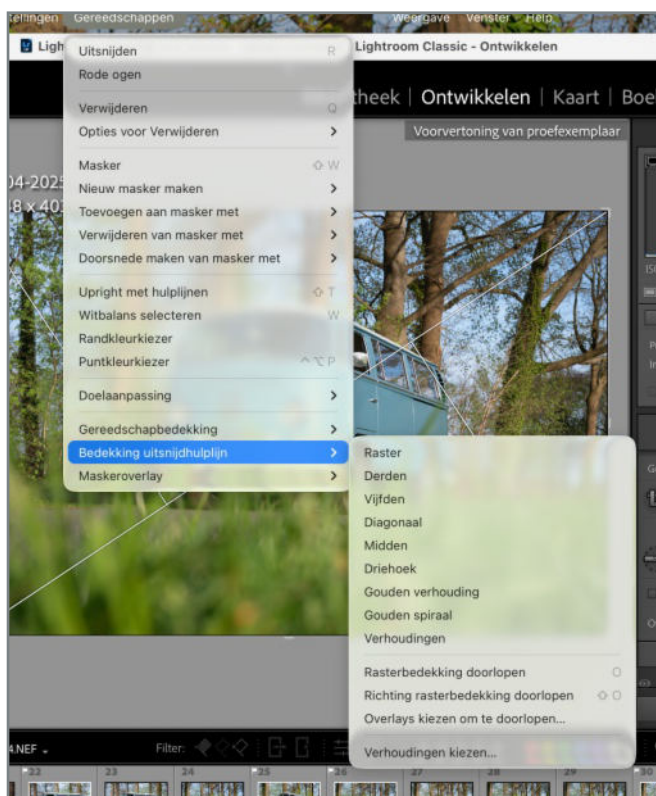 Gereedschappen
Weergave Venster Help
Lightroom Classic - Ontwikkelen
Uitsnijden R
Rode ogen
Verwijderen Q
Opties voor Verwijderen >
Masker ⇧ W
Nieuw masker maken >
Toevoegen aan masker met >
Verwijderen van masker met >
Doorsnede maken van masker met >
Upright met hulplijnen ⇧ T
Witbalans selecteren W
Randkleurkiezer
Puntkleurkiezer ^⌥ P
Doelaanpassing >
Gereedschapbedekking >
Bedekking uitsnijdhulplijn >
Maskeroverlay >
Ontwikkelen | Kaart |
Voorvertoning van proefexemplaar
Raster
Derden
Vijfden
Diagonaal
Midden
Driehoek
Gouden verhouding
Gouden spiraal
Verhoudingen
Rasterbedekking doorlopen O
Richting rasterbedekking doorlopen ⇧ O
Overlays kiezen om te doorlopen...
Verhoudingen kiezen...
4.NEF
Filter:
22 23 24 25 26 27 28 29 30